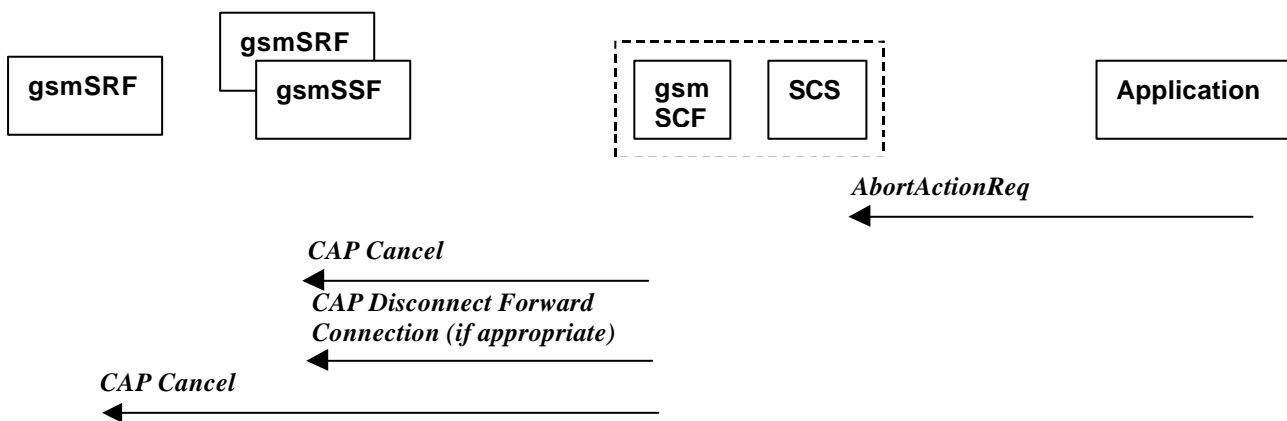 gsmSRF
gsmSRF
gsmSSF
gsm
SCF
SCS
Application
AbortActionReq
CAP Cancel
CAP Disconnect Forward
Connection (if appropriate)
CAP Cancel